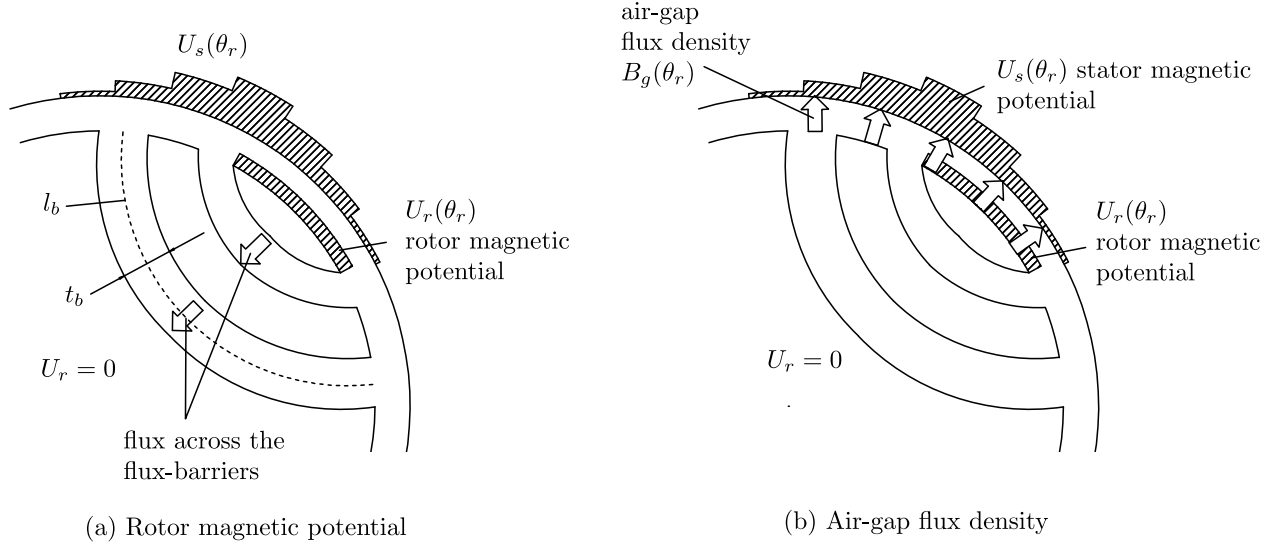 U_s(θ_r)
l_b
t_b
U_r(θ_r)
rotor magnetic
potential
U_r = 0
flux across the
flux-barriers
(a) Rotor magnetic potential
air-gap
flux density
B_g(θ_r)
U_s(θ_r) stator magnetic
potential
U_r(θ_r)
rotor magnetic
potential
U_r = 0
(b) Air-gap flux density